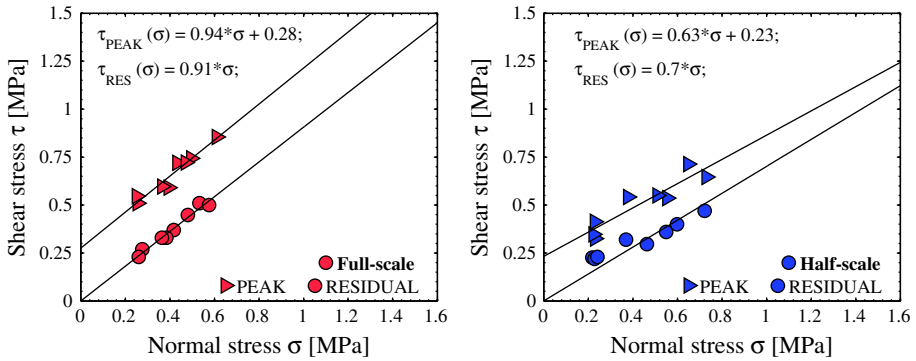 τPEAK (σ) = 0.94*σ + 0.28;
τRES (σ) = 0.91*σ;
Shear stress τ [MPa]
1.5
1.25
1
0.75
0.5
0.25
0
Full-scale
PEAK
RESIDUAL
0 0.2 0.4 0.6 0.8 1 1.2 1.4 1.6
Normal stress σ [MPa]
τPEAK (σ) = 0.63*σ + 0.23;
τRES (σ) = 0.7*σ;
Shear stress τ [MPa]
1.5
1.25
1
0.75
0.5
0.25
0
Half-scale
PEAK
RESIDUAL
0 0.2 0.4 0.6 0.8 1 1.2 1.4 1.6
Normal stress σ [MPa]